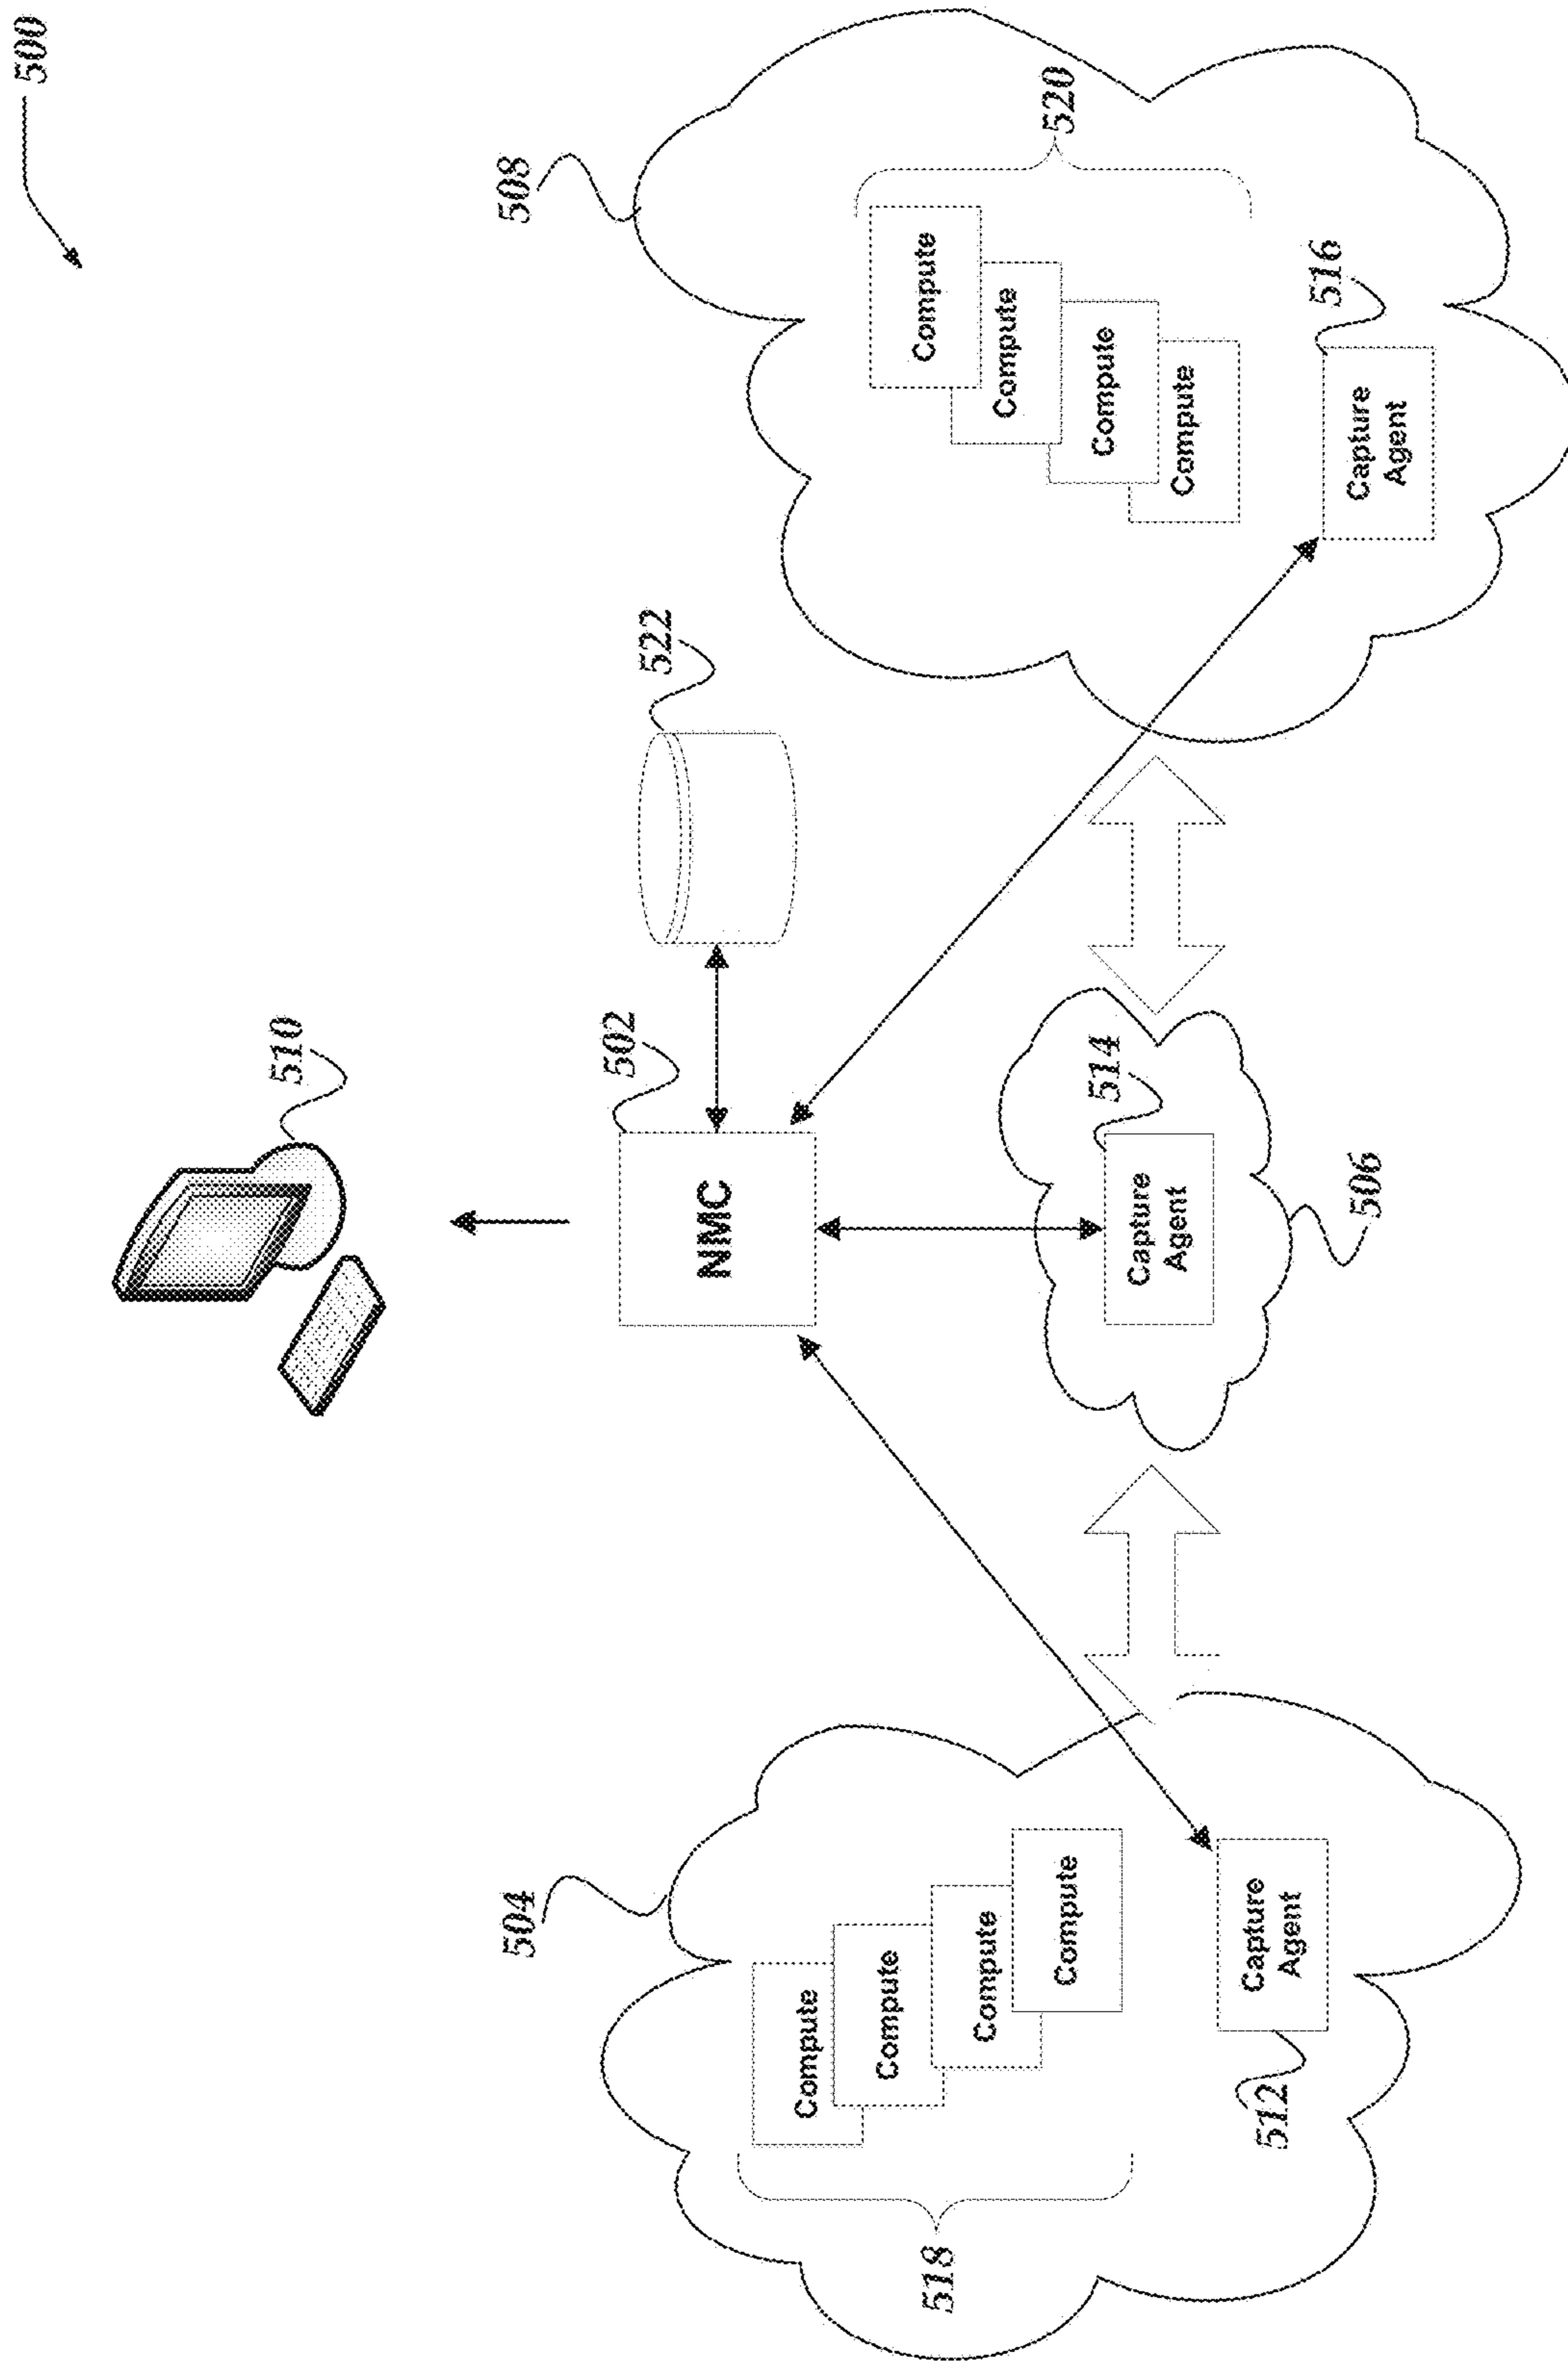 500
510
502
522
NMC
504
508
Compute
Compute
Compute
Compute
518
Capture
Agent
512
514
Capture
Agent
506
Compute
Compute
Compute
Compute
520
516
Capture
Agent